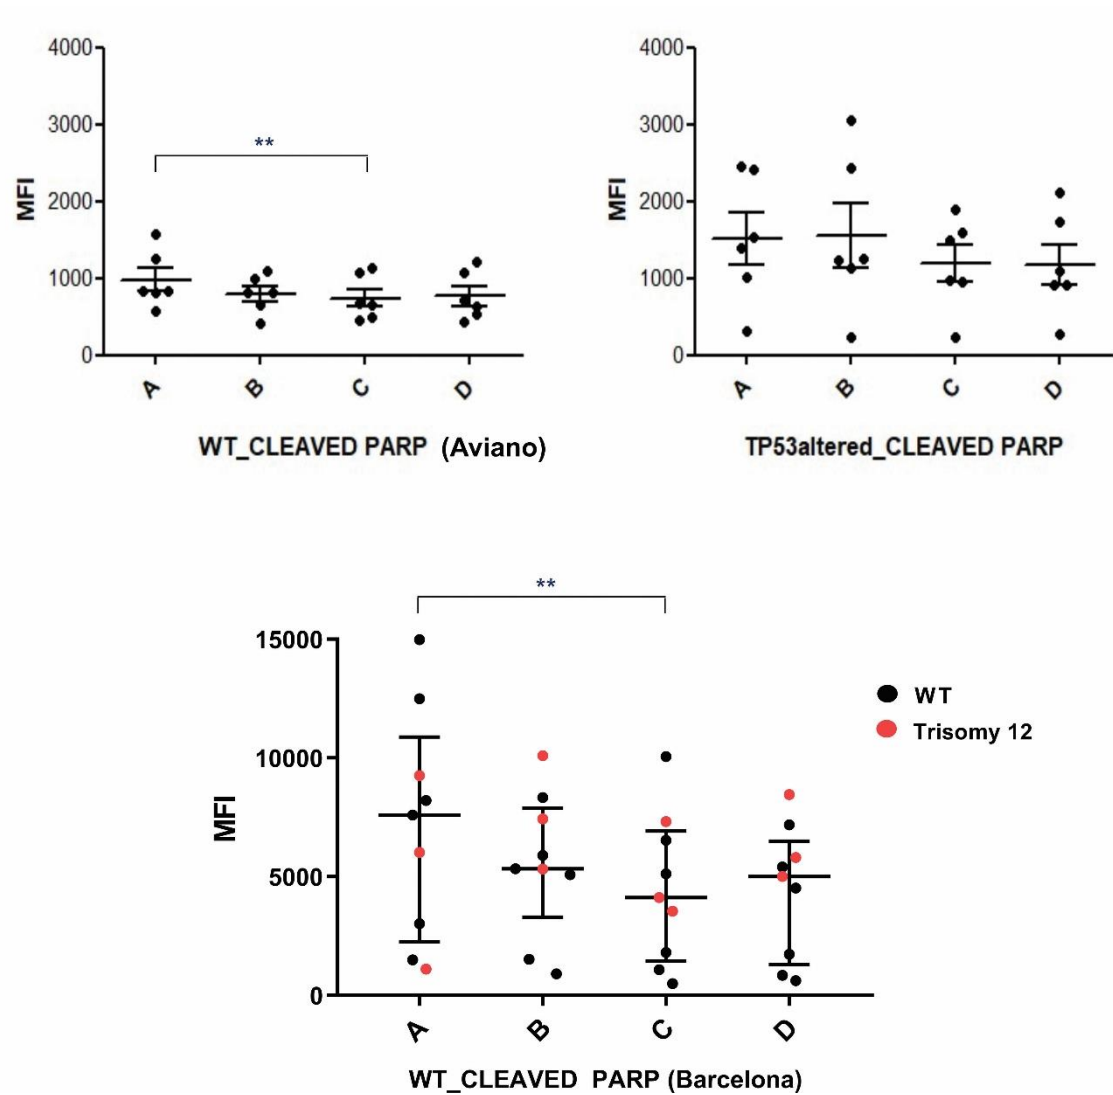 4000
3000
2000
1000
0
MFI
**
A B C D
WT_CLEAVED PARP (Aviano)
4000
3000
2000
1000
0
MFI
A B C D
TP53altered_CLEAVED PARP
**
15000
10000
5000
0
MFI
WT
Trisomy 12
A B C D
WT_CLEAVED PARP (Barcelona)